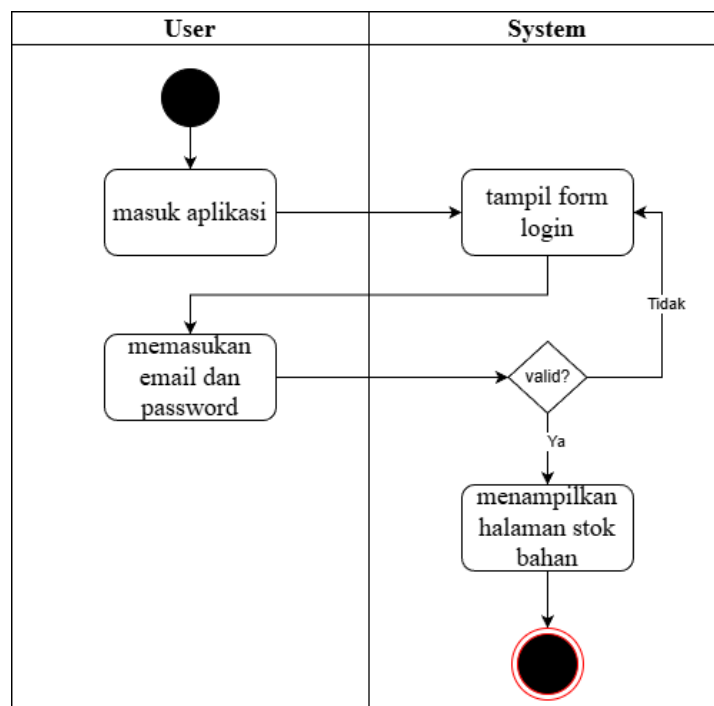 User
System
masuk aplikasi
tampil form
login
Tidak
memasukan
email dan
password
valid?
Ya
menampilkan
halaman stok
bahan